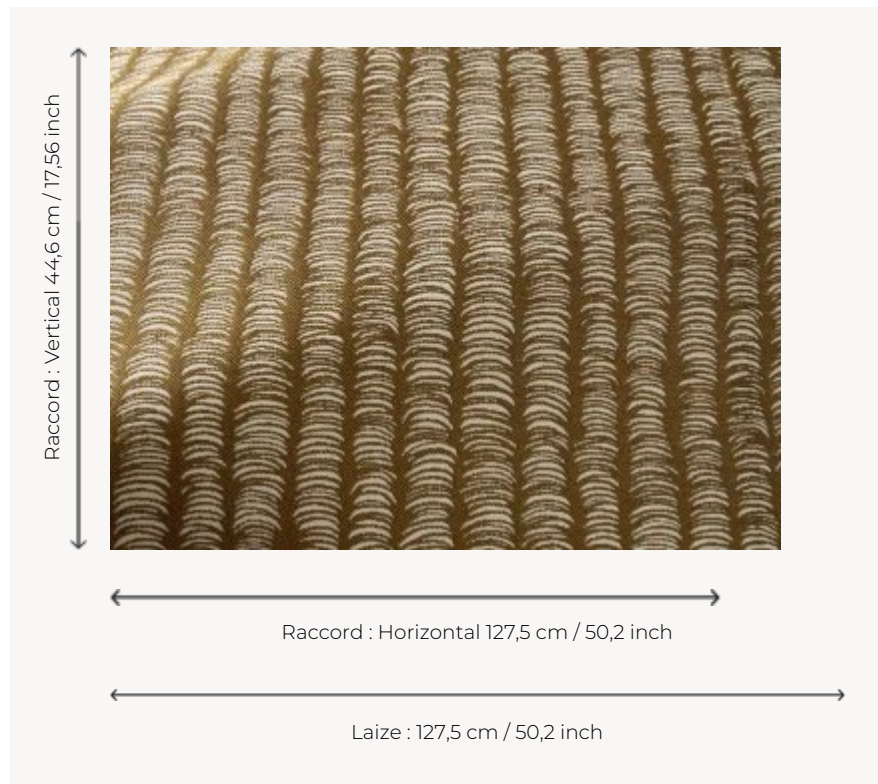 Raccord : Vertical 44,6 cm / 17,56 inch
Raccord : Horizontal 127,5 cm / 50,2 inch
Laize : 127,5 cm / 50,2 inch